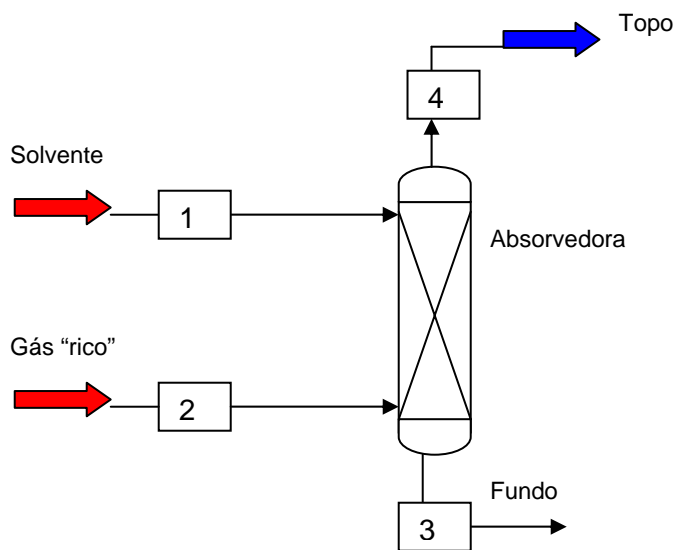 Topo
4
Solvente
1
Absorvedora
Gás “rico”
2
Fundo
3